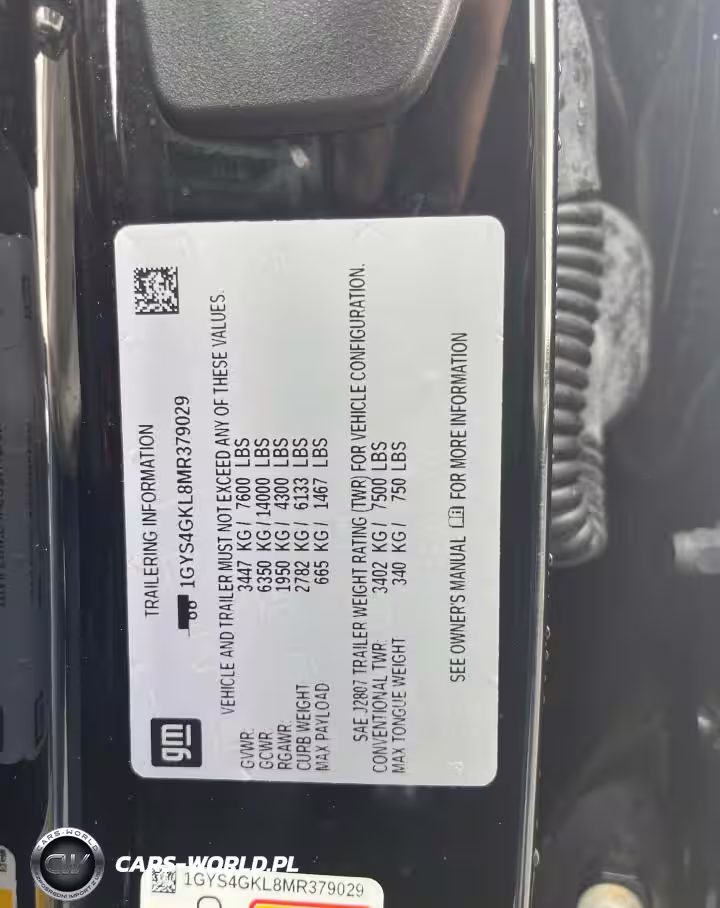 gm
TRAILERING INFORMATION
1GYS4GKL8MR379029
VEHICLE AND TRAILER MUST NOT EXCEED ANY OF THESE VALUES.
GVWR: 3447 KG / 7600 LBS
GCWR: 6350 KG / 14000 LBS
RGAWR: 1950 KG / 4300 LBS
CURB WEIGHT 2782 KG / 6133 LBS
MAX PAYLOAD 665 KG / 1467 LBS
SAE J2807 TRAILER WEIGHT RATING (TWR) FOR VEHICLE CONFIGURATION.
CONVENTIONAL TWR: 3402 KG / 7500 LBS
MAX TONGUE WEIGHT 340 KG / 750 LBS
SEE OWNER'S MANUAL FOR MORE INFORMATION
1GYS4GKL8MR379029
CARS-WORLD
CW
CARS-WORLD.PL